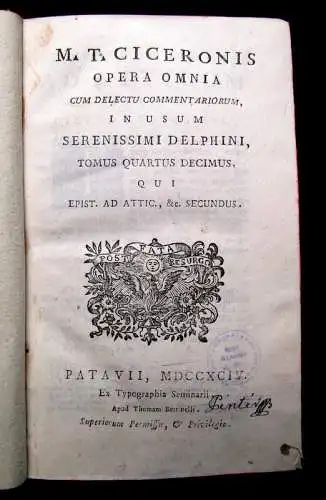 M. T. CICERONIS
OPERA OMNIA
CUM DELECTU COMMENTARIORUM,
IN USUM
SERENISSIMI DELPHINI,
TOMUS QUARTUS DECIMUS.
QUI
EPIST. AD ATTIC., &c. SECUNDUS.
POST FATA RESURGO
PATAVII, MDCCXCIV.
Ex Typographia Seminarii
Apud Thomam Bettinelli.
Superiorum Permissu, & Privilegio.